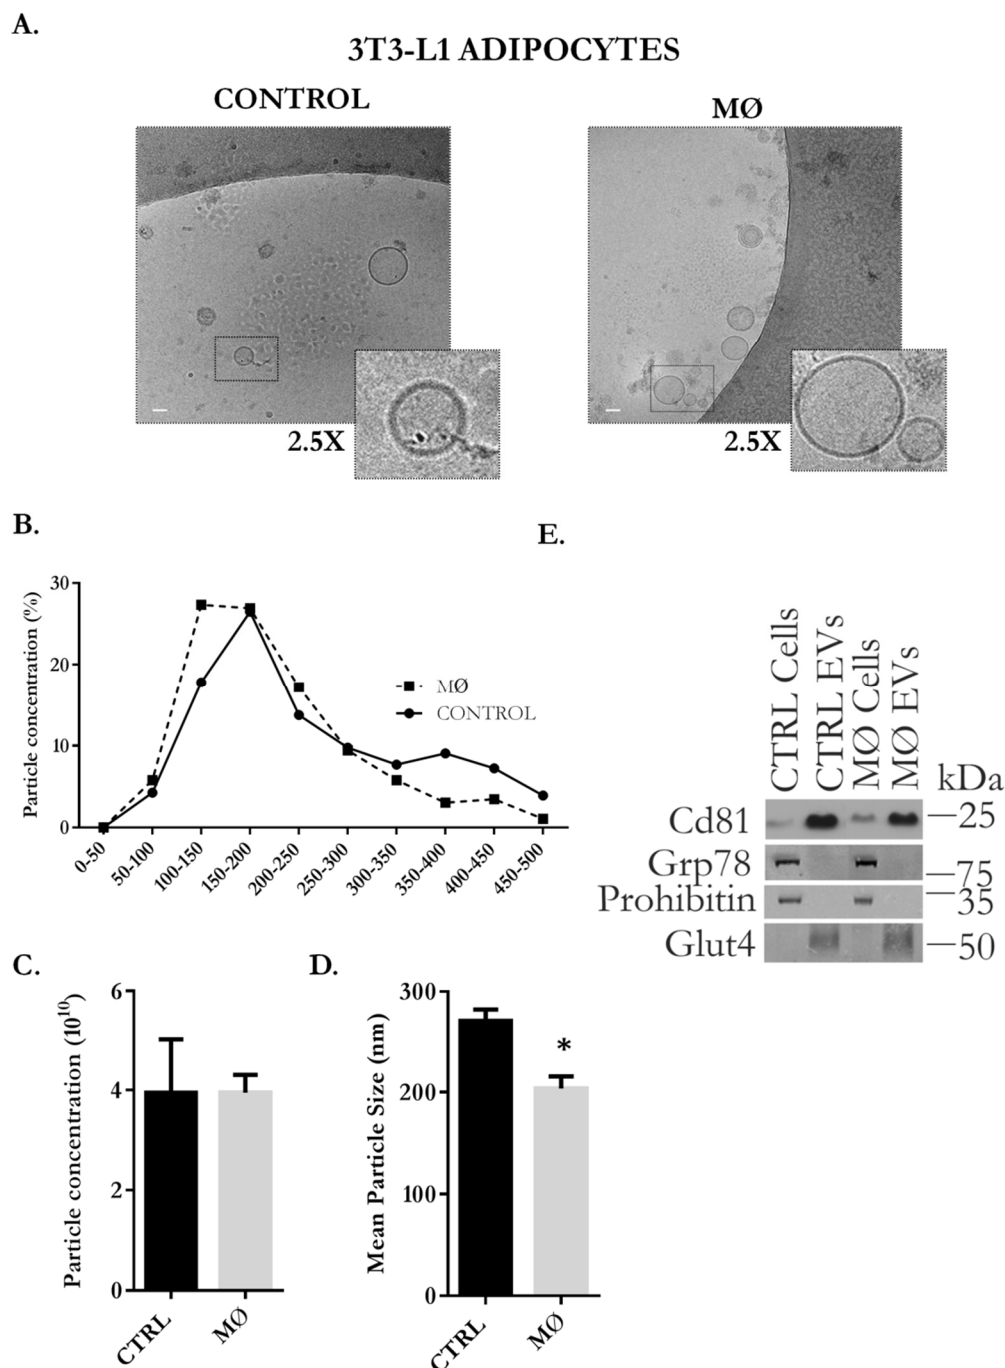 A.
3T3-L1 ADIPOCYTES
CONTROL
MØ
2.5X
2.5X
B.
Particle concentration (%)
30
20
10
0
MØ
CONTROL
0-50
50-100
100-150
150-200
200-250
250-300
300-350
350-400
400-450
450-500
E.
CTRL Cells
CTRL EVs
MØ Cells
MØ EVs
kDa
Cd81
25
Grp78
75
Prohibitin
35
Glut4
50
C.
Particle concentration (10¹⁰)
6
4
2
0
CTRL
MØ
D.
Mean Particle Size (nm)
300
200
100
0
*
CTRL
MØ